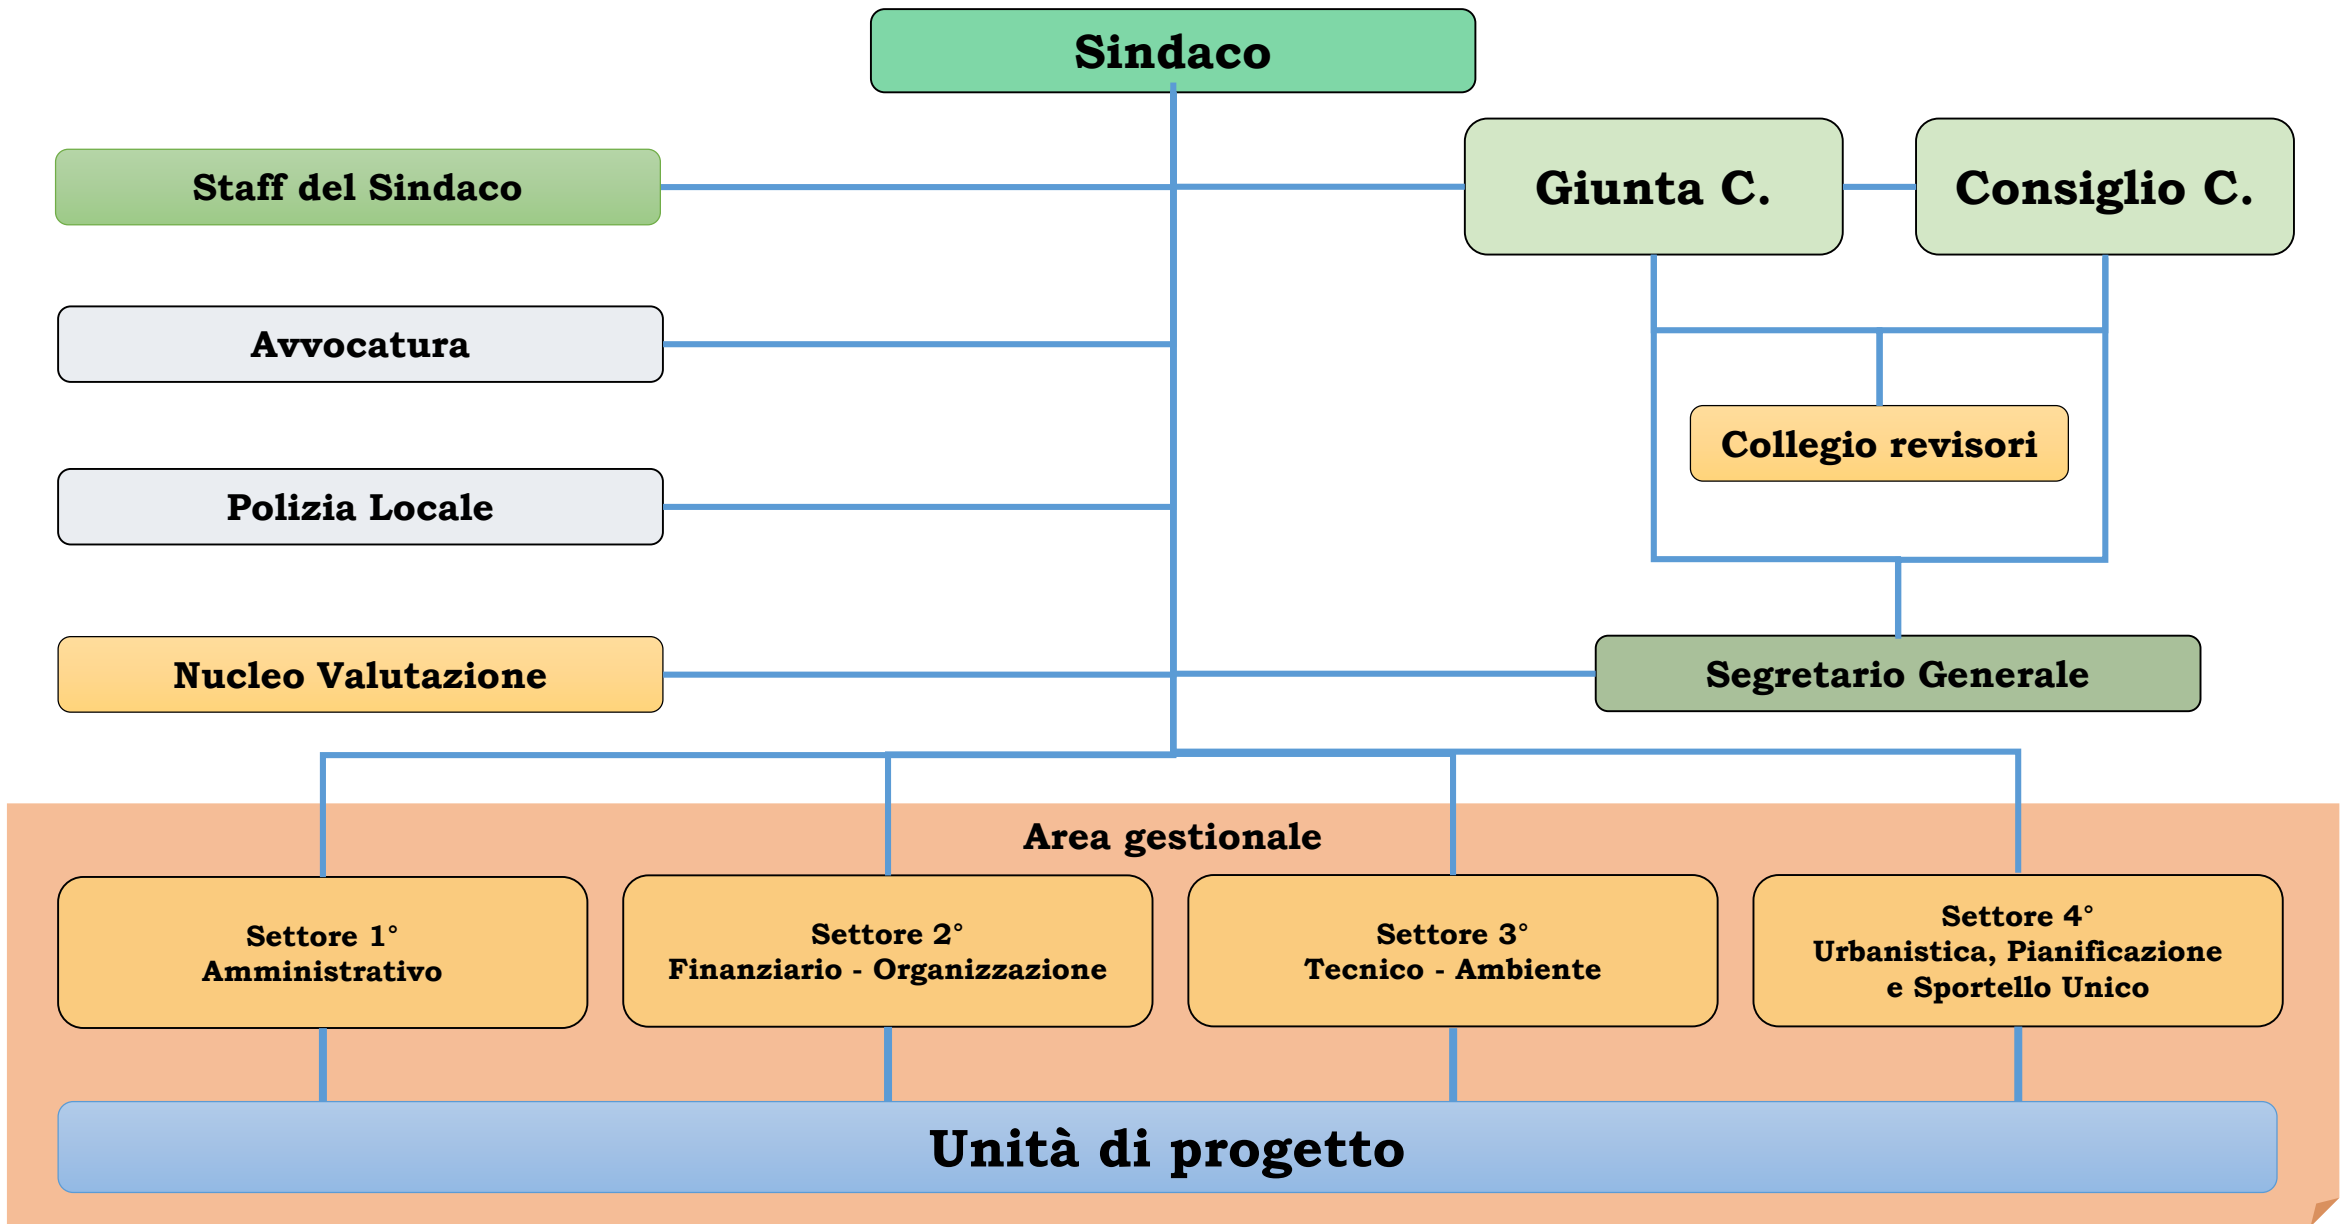 Sindaco
Staff del Sindaco
Giunta C.
Consiglio C.
Avvocatura
Collegio revisori
Polizia Locale
Nucleo Valutazione
Segretario Generale
Area gestionale
Settore 1°
Amministrativo
Settore 2°
Finanziario - Organizzazione
Settore 3°
Tecnico - Ambiente
Settore 4°
Urbanistica, Pianificazione
e Sportello Unico
Unità di progetto